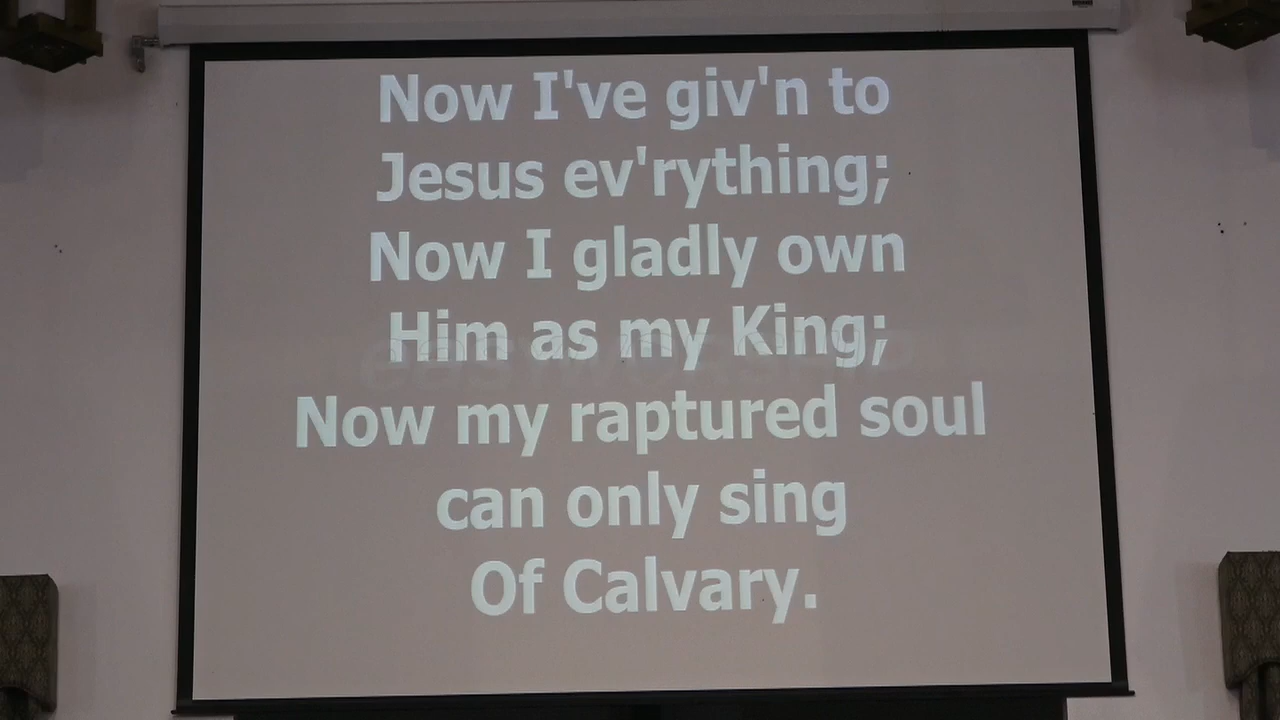 Now I've giv'n to
Jesus ev'rything;
Now I gladly own
Him as my King;
Now my raptured soul
can only sing
Of Calvary.